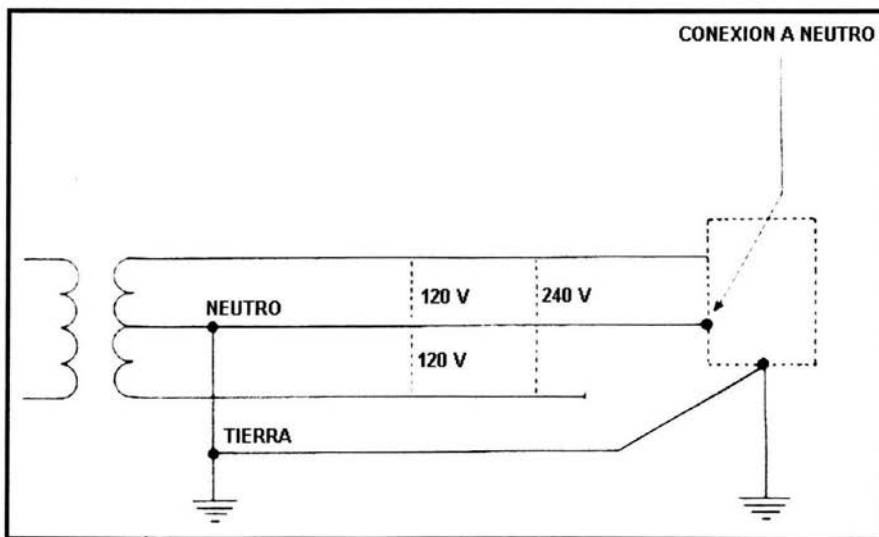 CONEXION A NEUTRO
120 V
240 V
NEUTRO
120 V
TIERRA